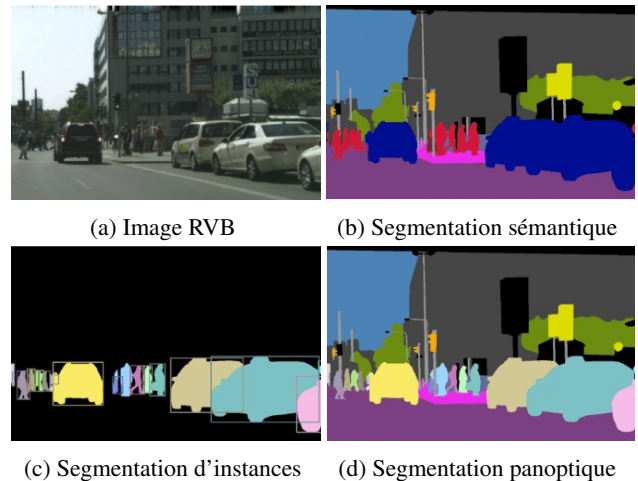 (a) Image RVB
(b) Segmentation sémantique
(c) Segmentation d'instances
(d) Segmentation panoptique